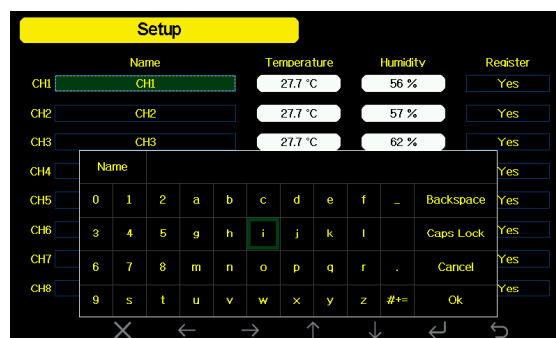 Setup
Name Temperature Humidity Register
CH1 CH1 27.7 °C 56 % Yes
CH2 CH2 27.7 °C 57 % Yes
CH3 CH3 27.7 °C 62 % Yes
CH4 Yes
Name
CH5 Yes
0 1 2 a b c d e f _ Backspace
CH6 Yes
3 4 5 g h i j k l Caps Lock
CH7 Yes
6 7 8 m n o p q r . Cancel
CH8 Yes
9 s t u v w x y z #+= Ok